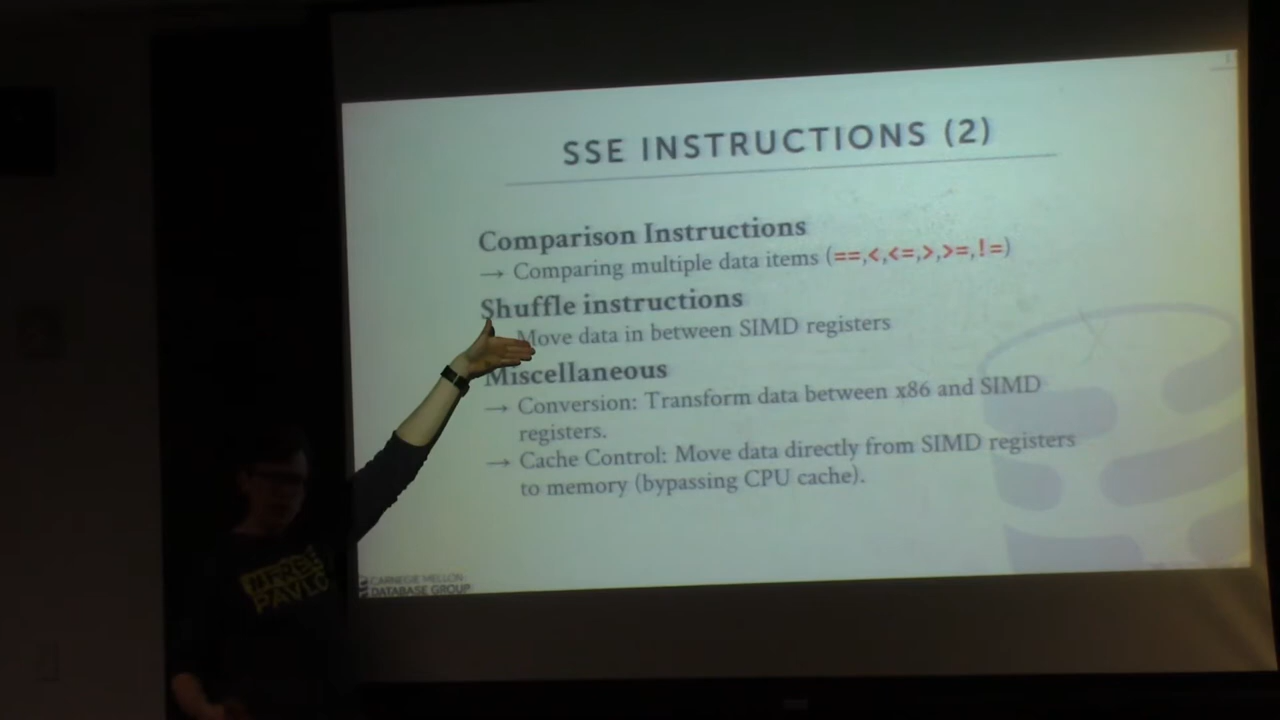 SSE INSTRUCTIONS (2)
Comparison Instructions
→ Comparing multiple data items (==,<,<=,>,>=,!=)
Shuffle instructions
Move data in between SIMD registers
Miscellaneous
→ Conversion: Transform data between x86 and SIMD
registers.
→ Cache Control: Move data directly from SIMD registers
to memory (bypassing CPU cache).
CARNEGIE MELLON
DATABASE GROUP
#FREE
PAVLO